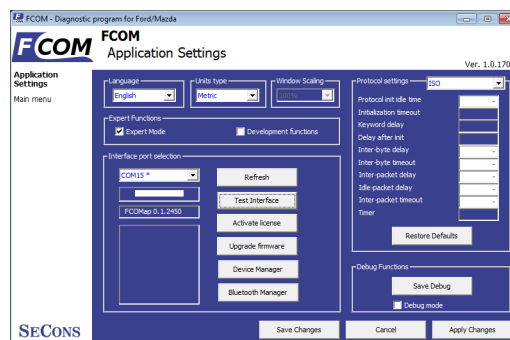 FCOM - Diagnostic program for Ford/Mazda
FCOM
FCOM
Application Settings
Ver. 1.0.170
Application
Settings
Main menu
Language
English
Units type
Metric
Window Scaling
100%
Expert Functions
Expert Mode
Development functions
Interface port selection
COM15 *
FCOMap 0.1.2450
Refresh
Test Interface
Activate license
Upgrade firmware
Device Manager
Bluetooth Manager
Protocol settings
ISO
Protocol init idle time
-
Initialization timeout
Keyword delay
Delay after init
Inter-byte delay
-
Inter-byte timeout
-
Inter-packet delay
-
Idle-packet delay
-
Inter-packet timeout
-
Timer
Restore Defaults
Debug Functions
Save Debug
Debug mode
SECONS
Save Changes
Cancel
Apply Changes